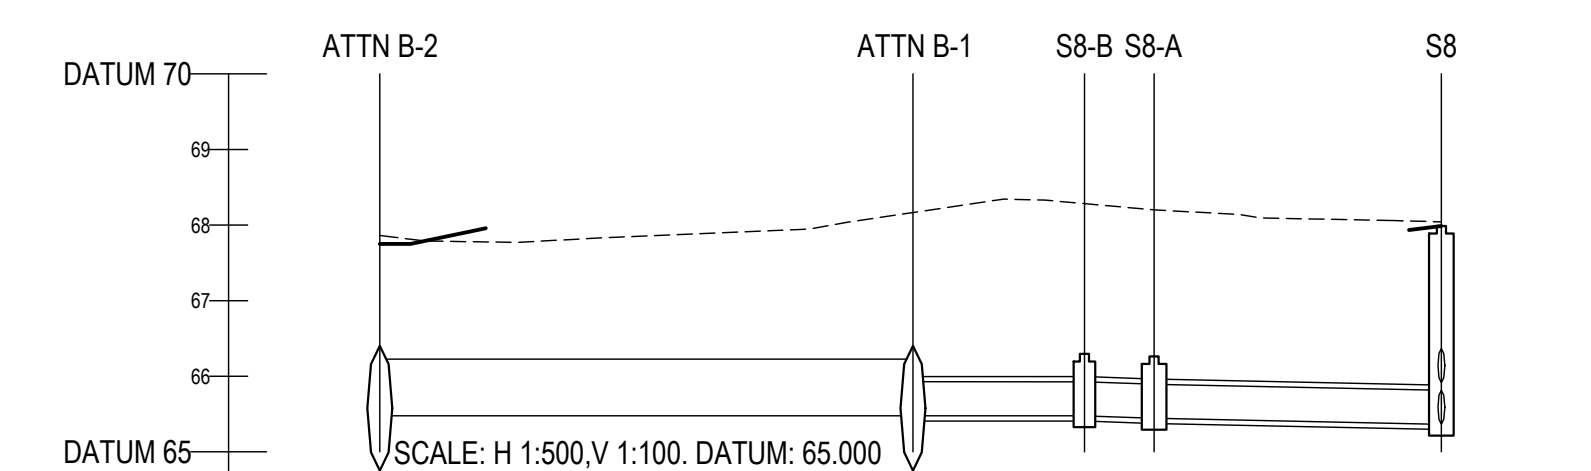 ATTN B-2
ATTN B-1
S8-B
S8-A
S8
DATUM 70
69
68
67
66
DATUM 65
SCALE: H 1:500,V 1:100. DATUM: 65.000